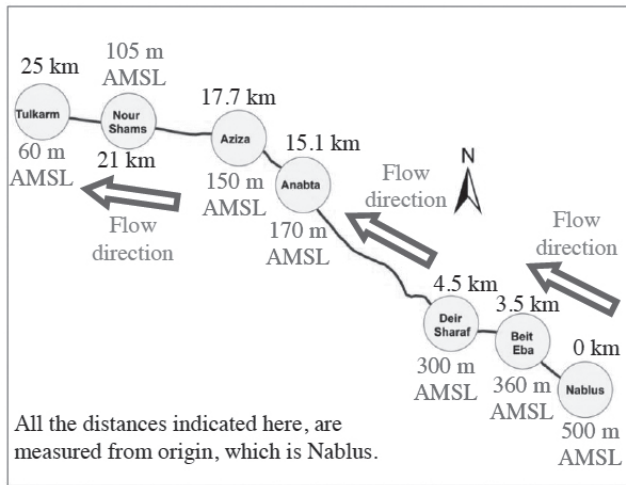 105 m
AMSL
25 km
Tulkarm
60 m
AMSL
Nour
Shams
21 km
17.7 km
Aziza
150 m
AMSL
15.1 km
Anabta
170 m
AMSL
Flow
direction
Flow
direction
N
Flow
direction
4.5 km
Deir
Sharaf
300 m
AMSL
3.5 km
Beit
Eba
360 m
AMSL
0 km
Nablus
500 m
AMSL
All the distances indicated here, are
measured from origin, which is Nablus.